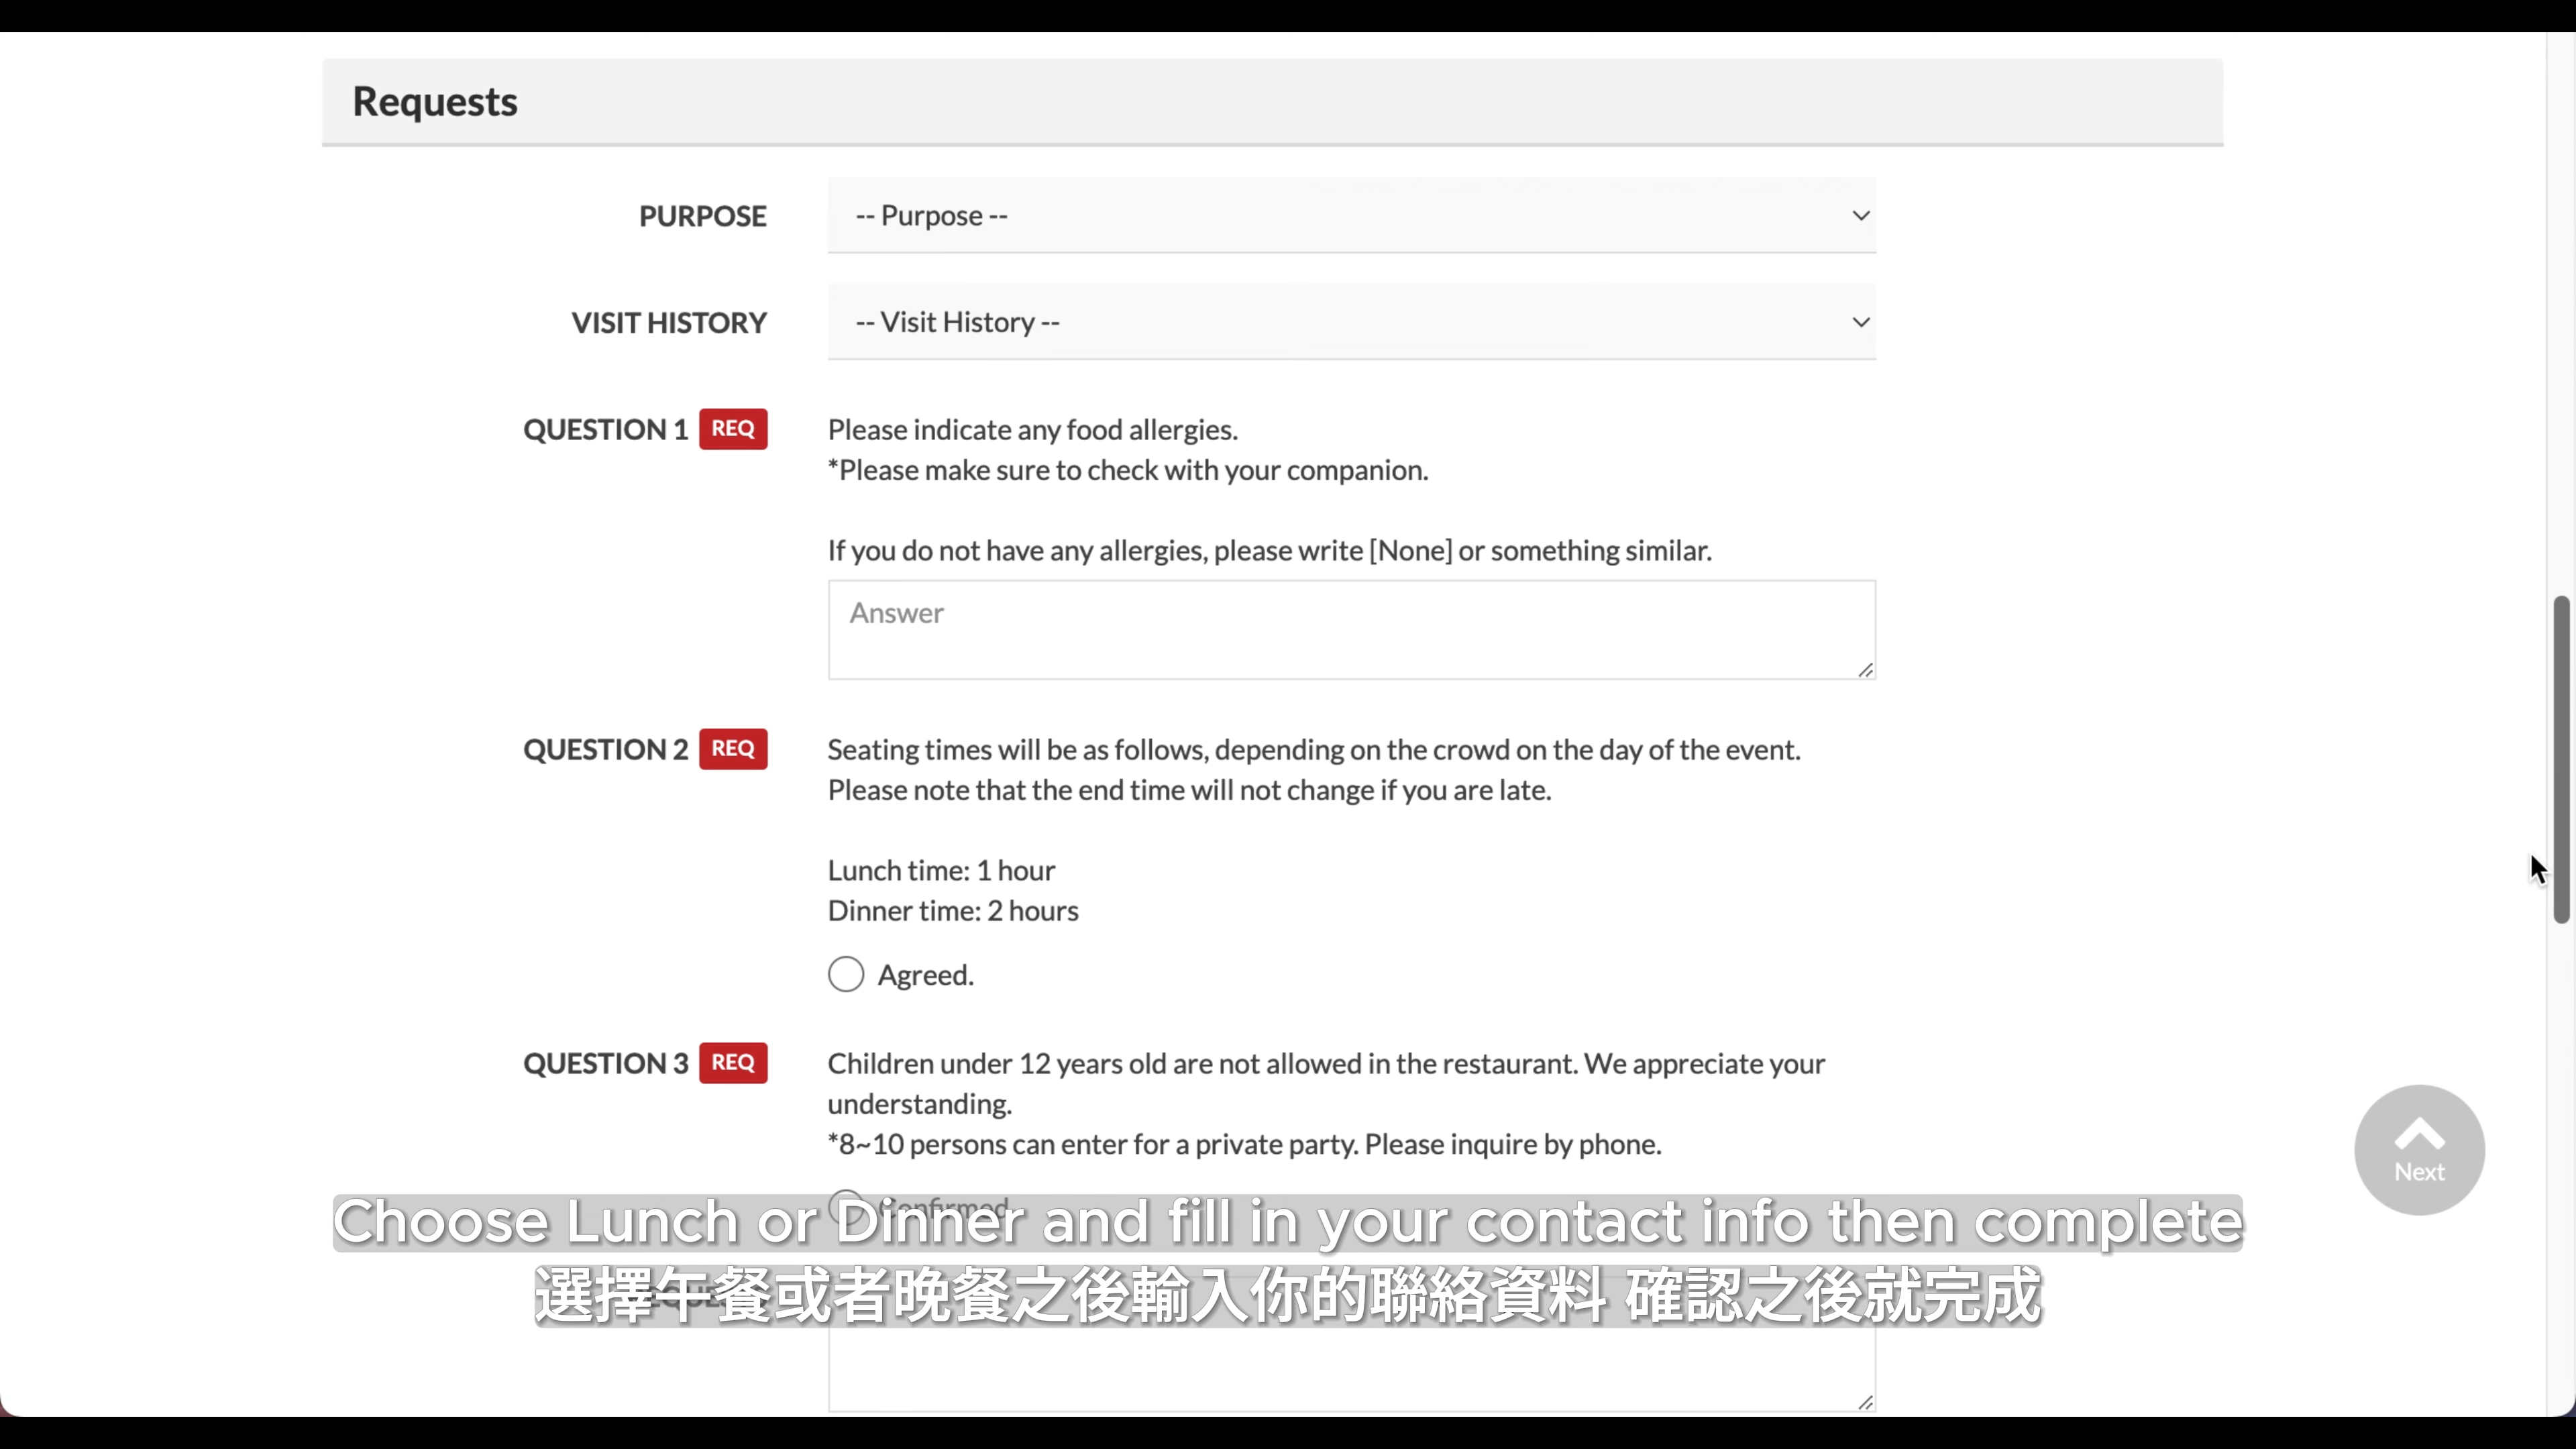 Requests
PURPOSE
-- Purpose --
VISIT HISTORY
-- Visit History --
QUESTION 1 REQ
Please indicate any food allergies.
*Please make sure to check with your companion.
If you do not have any allergies, please write [None] or something similar.
Answer
QUESTION 2 REQ
Seating times will be as follows, depending on the crowd on the day of the event.
Please note that the end time will not change if you are late.
Lunch time: 1 hour
Dinner time: 2 hours
Agreed.
QUESTION 3 REQ
Children under 12 years old are not allowed in the restaurant. We appreciate your
understanding.
*8~10 persons can enter for a private party. Please inquire by phone.
Confirmed
Next
Choose Lunch or Dinner and fill in your contact info then complete
選擇午餐或者晚餐之後輸入你的聯絡資料 確認之後就完成